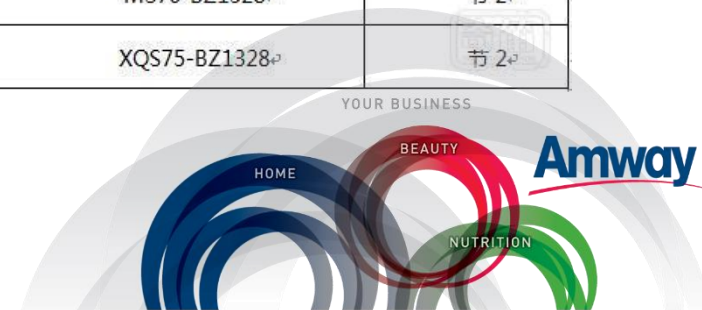 XQS75-BZ1328↵
节 2↵
YOUR BUSINESS
BEAUTY
Amway
HOME
NUTRITION